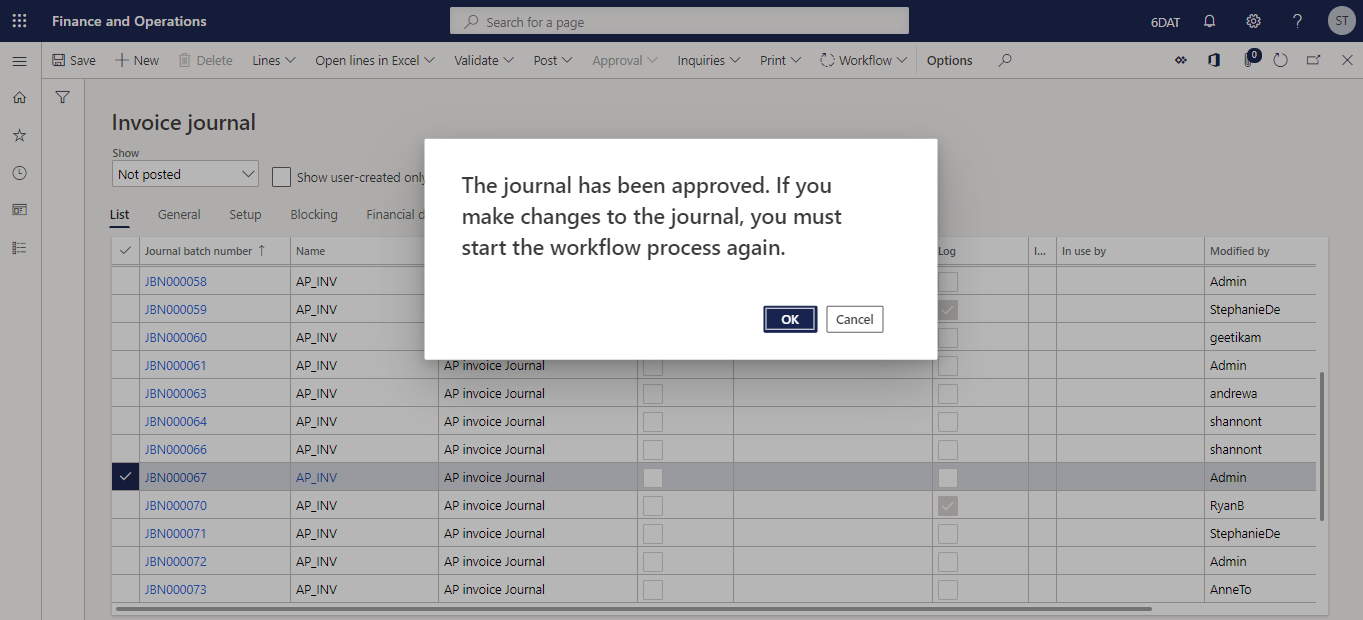 Finance and Operations
Search for a page
6DAT
?
ST
Save
New
Delete
Lines
Open lines in Excel
Validate
Post
Approval
Inquiries
Print
Workflow
Options
0
Invoice journal
Show
Not posted
Show user-created only
List
General
Setup
Blocking
Financial d
The journal has been approved. If you
make changes to the journal, you must
start the workflow process again.
OK
Cancel
Journal batch number ↑ Name Log I... In use by Modified by
JBN000058 AP_INV Admin
JBN000059 AP_INV StephanieDe
JBN000060 AP_INV geetikam
JBN000061 AP_INV AP invoice Journal Admin
JBN000063 AP_INV AP invoice Journal andrewa
JBN000064 AP_INV AP invoice Journal shannont
JBN000066 AP_INV AP invoice Journal shannont
JBN000067 AP_INV AP invoice Journal Admin
JBN000070 AP_INV AP invoice Journal RyanB
JBN000071 AP_INV AP invoice Journal StephanieDe
JBN000072 AP_INV AP invoice Journal Admin
JBN000073 AP_INV AP invoice Journal AnneTo